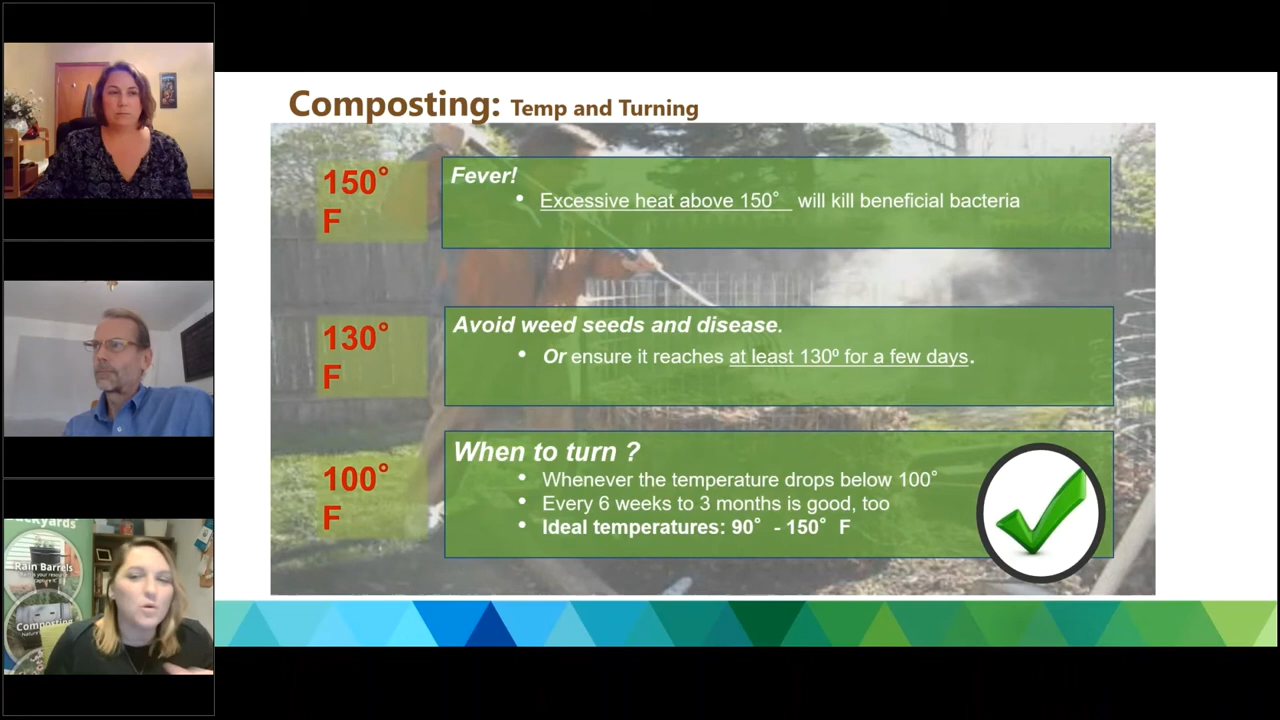 Composting: Temp and Turning
150°
F
Fever!
• Excessive heat above 150° will kill beneficial bacteria
130°
F
Avoid weed seeds and disease.
• Or ensure it reaches at least 130º for a few days.
100°
F
When to turn ?
• Whenever the temperature drops below 100°
• Every 6 weeks to 3 months is good, too
• Ideal temperatures: 90° - 150° F
Rain Barrels
Composting